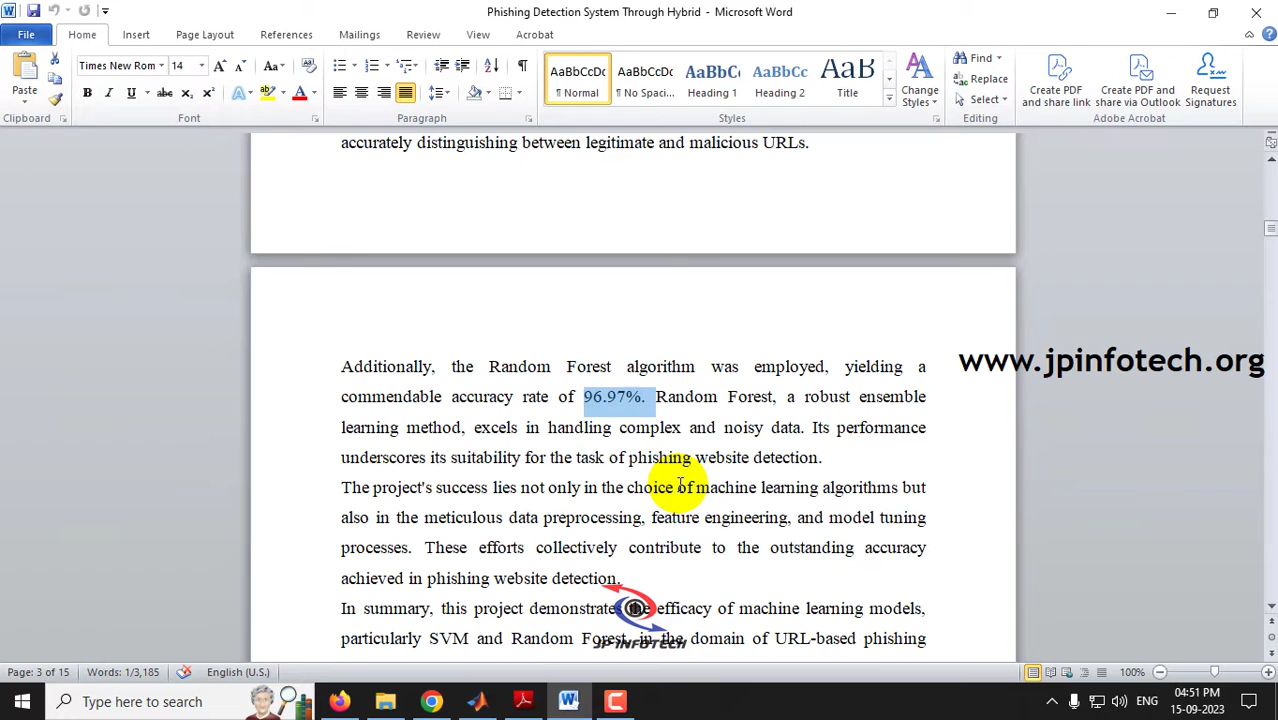 Phishing Detection System Through Hybrid - Microsoft Word
File Home Insert Page Layout References Mailings Review View Acrobat
Times New Rom 14 Aa
Paste
B I U abc x₂ x² A ab A
AaBbCcDc AaBbCcDc AaBbCc AaBbCc AaB
¶ Normal ¶ No Spaci... Heading 1 Heading 2 Title
Change Styles
Find
Replace
Select
Create PDF and share link
Create PDF and share via Outlook
Request Signatures
Clipboard Font Paragraph Styles Editing Adobe Acrobat
accurately distinguishing between legitimate and malicious URLs.
Additionally, the Random Forest algorithm was employed, yielding a
commendable accuracy rate of 96.97%. Random Forest, a robust ensemble
learning method, excels in handling complex and noisy data. Its performance
underscores its suitability for the task of phishing website detection.
The project's success lies not only in the choice of machine learning algorithms but
also in the meticulous data preprocessing, feature engineering, and model tuning
processes. These efforts collectively contribute to the outstanding accuracy
achieved in phishing website detection.
In summary, this project demonstrates the efficacy of machine learning models,
particularly SVM and Random Forest, in the domain of URL-based phishing
www.jpinfotech.org
JP INFOTECH
Page: 3 of 15 Words: 1/3,185 English (U.S.) 100%
Type here to search
ENG
04:51 PM
15-09-2023